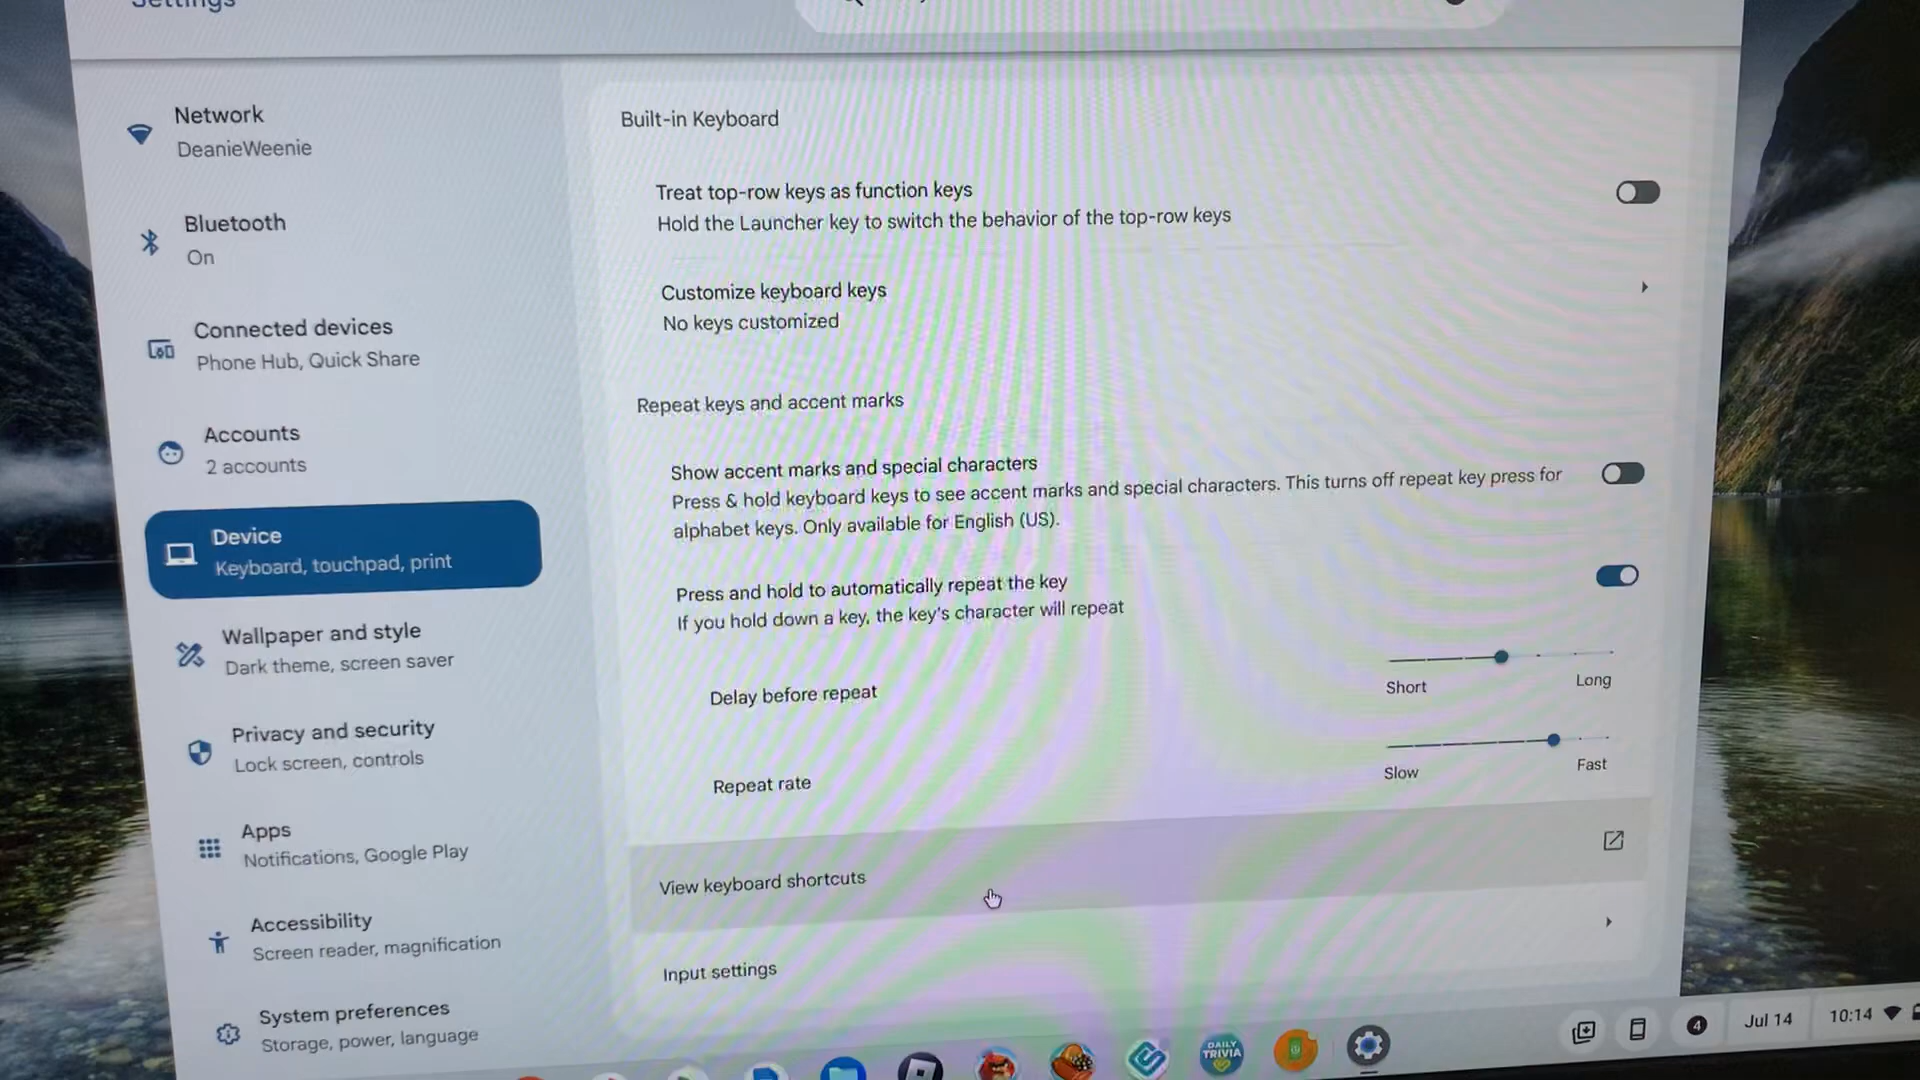 Settings
Network
DeanieWeenie
Bluetooth
On
Connected devices
Phone Hub, Quick Share
Accounts
2 accounts
Device
Keyboard, touchpad, print
Wallpaper and style
Dark theme, screen saver
Privacy and security
Lock screen, controls
Apps
Notifications, Google Play
Accessibility
Screen reader, magnification
System preferences
Storage, power, language
Built-in Keyboard
Treat top-row keys as function keys
Hold the Launcher key to switch the behavior of the top-row keys
Customize keyboard keys
No keys customized
Repeat keys and accent marks
Show accent marks and special characters
Press & hold keyboard keys to see accent marks and special characters. This turns off repeat key press for
alphabet keys. Only available for English (US).
Press and hold to automatically repeat the key
If you hold down a key, the key's character will repeat
Delay before repeat
Short
Long
Repeat rate
Slow
Fast
View keyboard shortcuts
Input settings
DAILY
TRIVIA
4
Jul 14
10:14